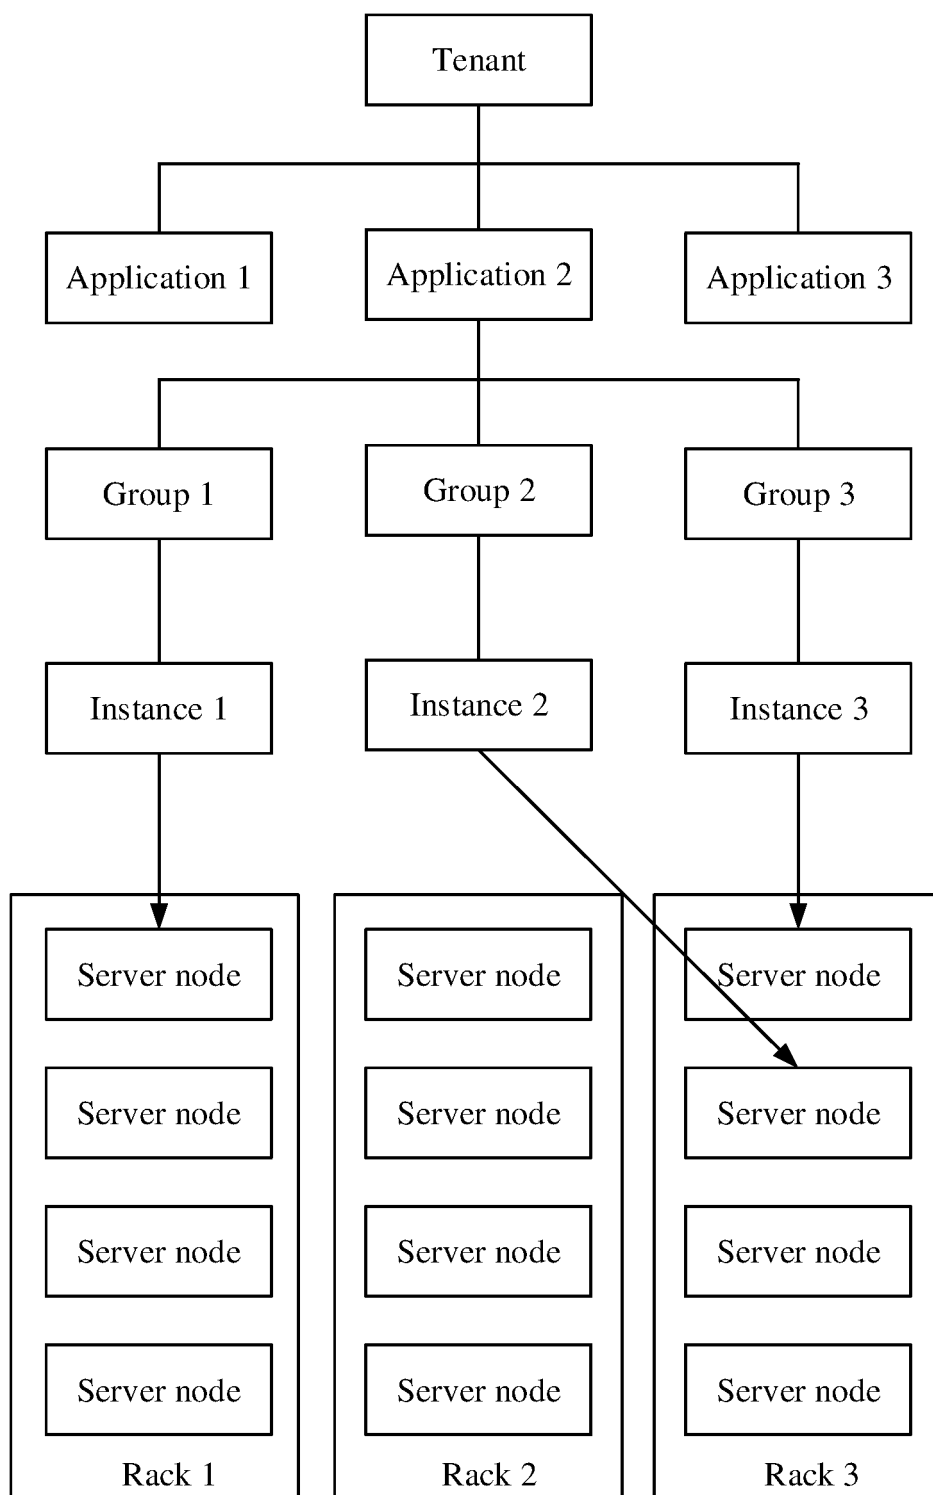 Tenant
Application 1
Application 2
Application 3
Group 1
Group 2
Group 3
Instance 1
Instance 2
Instance 3
Server node
Server node
Server node
Server node
Server node
Server node
Server node
Server node
Server node
Server node
Server node
Server node
Rack 1
Rack 2
Rack 3